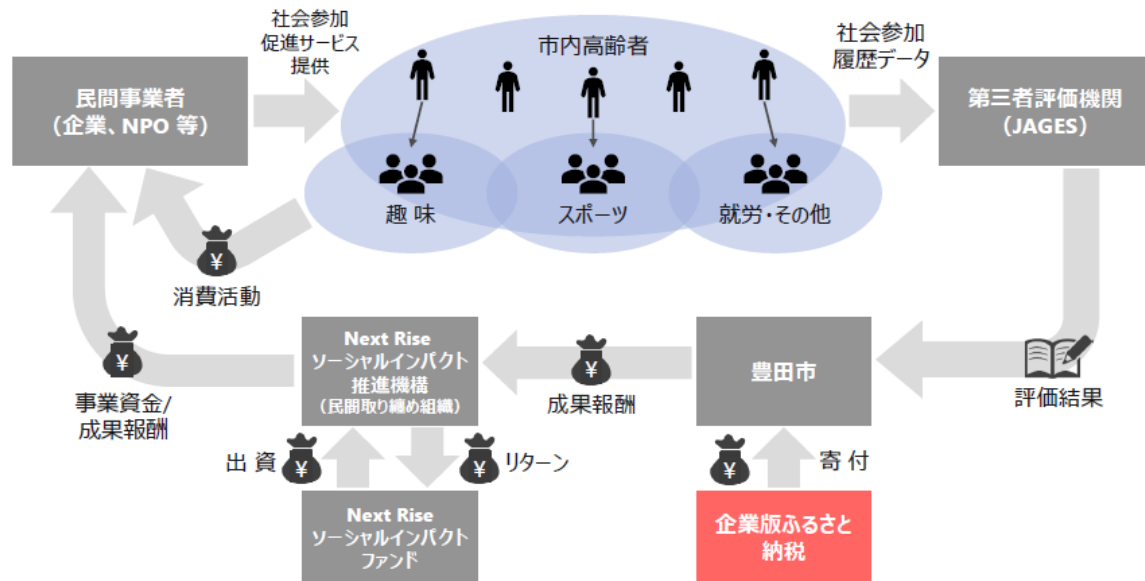 社会参加
促進サービス
提供
市内高齢者
社会参加
履歴データ
民間事業者
（企業、NPO 等）
第三者評価機関
（JAGES）
趣 味
スポーツ
就労・その他
¥
消費活動
Next Rise
ソーシャルインパクト
推進機構
（民間取り纏め組織）
¥
成果報酬
豊田市
評価結果
¥
事業資金/
成果報酬
出 資
¥
¥
リターン
¥
寄 付
Next Rise
ソーシャルインパクト
ファンド
企業版ふるさと
納税